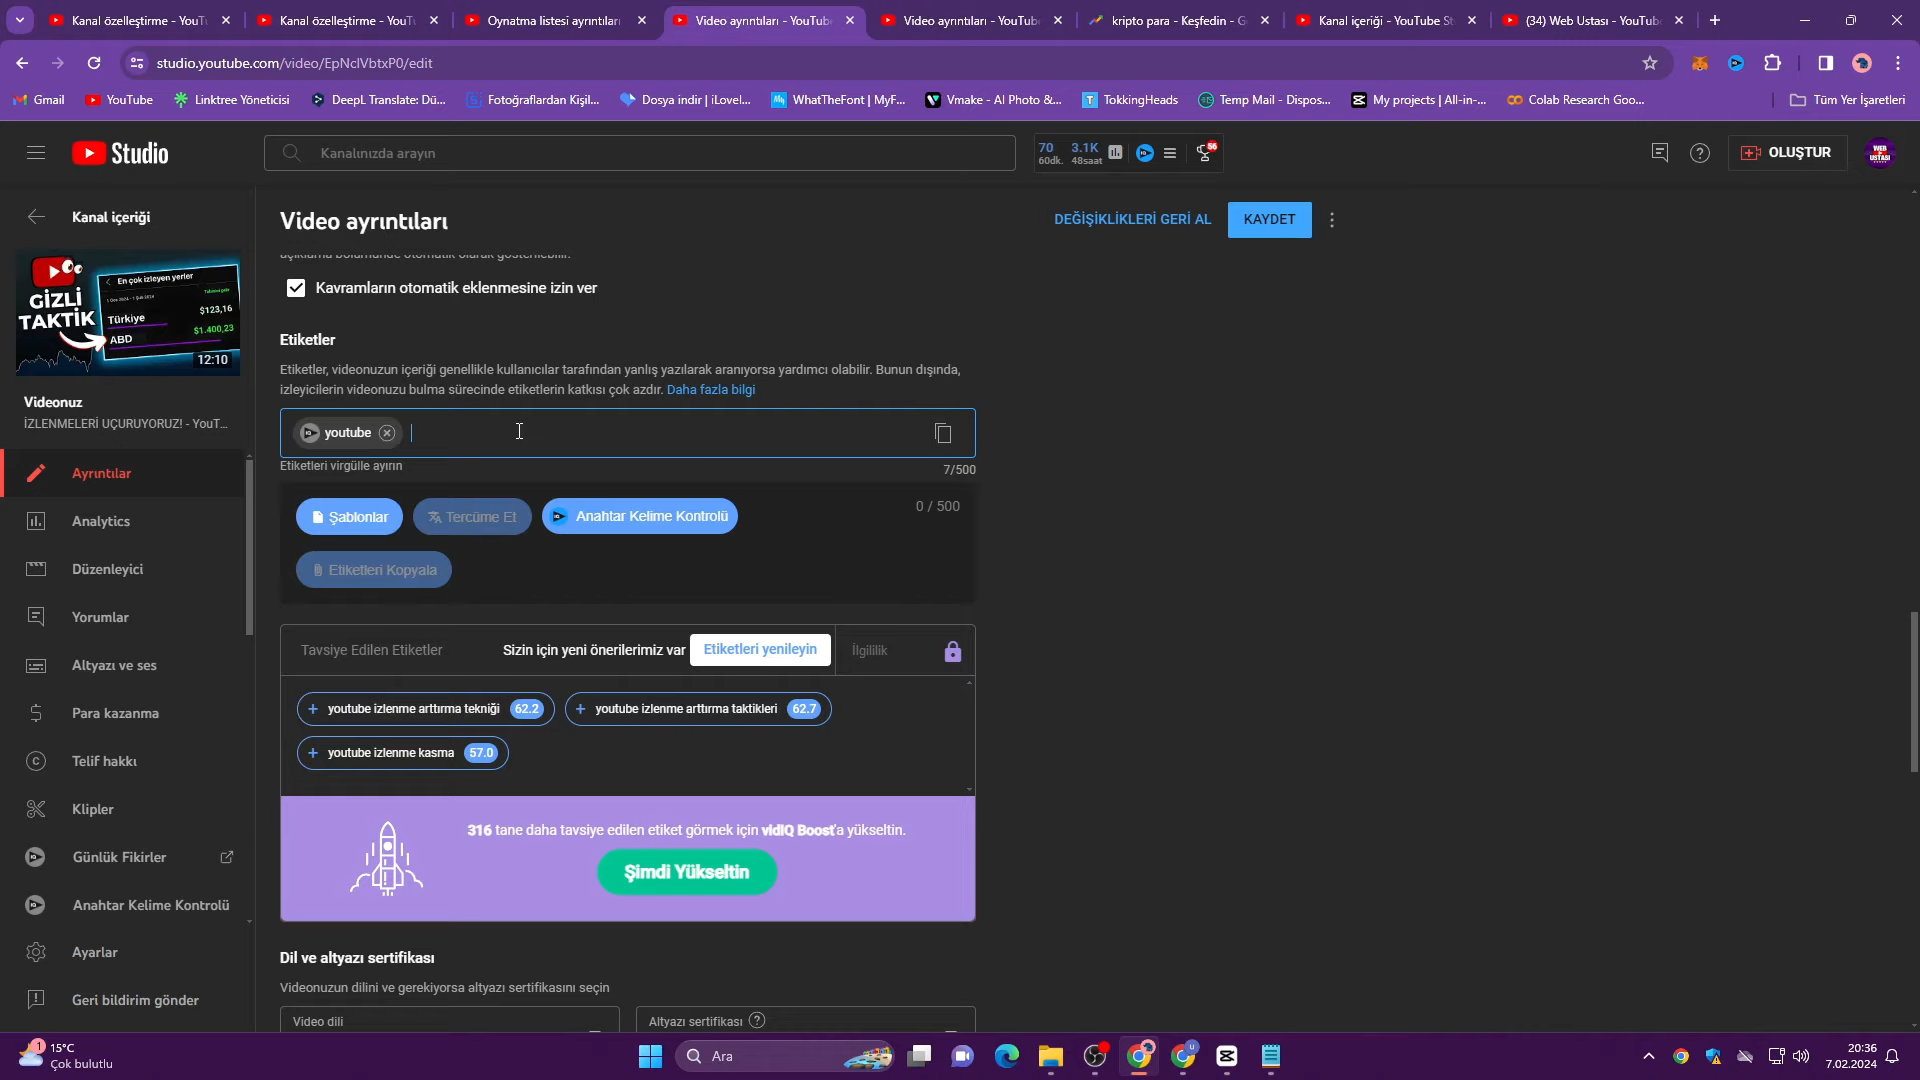 Kanal özelleştirme - YouTu
Kanal özelleştirme - YouTu
Oynatma listesi ayrıntıları
Video ayrıntıları - YouTube
Video ayrıntıları - YouTube
kripto para - Keşfedin - G
Kanal içeriği - YouTube St
(34) Web Ustası - YouTube
studio.youtube.com/video/EpNclVbtxP0/edit
Gmail
YouTube
Linktree Yöneticisi
DeepL Translate: Dü...
Fotoğraflardan Kişil...
Dosya indir | iLovel...
WhatTheFont | MyF...
Vmake - AI Photo &...
TokkingHeads
Temp Mail - Dispos...
My projects | All-in-...
Colab Research Goo...
Tüm Yer İşaretleri
Studio
Kanalınızda arayın
70 3.1K
60dk. 48saat
56
OLUŞTUR
WEB
USTASI
Kanal içeriği
Video ayrıntıları
DEĞİŞİKLİKLERİ GERİ AL
KAYDET
açıklama bölümünde otomatik olarak gösterilebilir.
Kavramların otomatik eklenmesine izin ver
GİZLİ
TAKTİK
En çok izleyen yerler
Türkiye
$123,16
ABD
$1.400,23
12:10
Videonuz
İZLENMELERİ UÇURUYORUZ! - YouT...
Etiketler
Etiketler, videonuzun içeriği genellikle kullanıcılar tarafından yanlış yazılarak aranıyorsa yardımcı olabilir. Bunun dışında,
izleyicilerin videonuzu bulma sürecinde etiketlerin katkısı çok azdır. Daha fazla bilgi
youtube
Etiketleri virgülle ayırın
7/500
Şablonlar
Tercüme Et
Anahtar Kelime Kontrolü
0 / 500
Etiketleri Kopyala
Tavsiye Edilen Etiketler
Sizin için yeni önerilerimiz var
Etiketleri yenileyin
İlgililik
+ youtube izlenme arttırma tekniği 62.2
+ youtube izlenme arttırma taktikleri 62.7
+ youtube izlenme kasma 57.0
316 tane daha tavsiye edilen etiket görmek için vidIQ Boost'a yükseltin.
Şimdi Yükseltin
Dil ve altyazı sertifikası
Videonuzun dilini ve gerekiyorsa altyazı sertifikasını seçin
Video dili
Altyazı sertifikası
Ayrıntılar
Analytics
Düzenleyici
Yorumlar
Altyazı ve ses
Para kazanma
Telif hakkı
Klipler
Günlük Fikirler
Anahtar Kelime Kontrolü
Ayarlar
Geri bildirim gönder
1
15°C
Çok bulutlu
Ara
20:36
7.02.2024